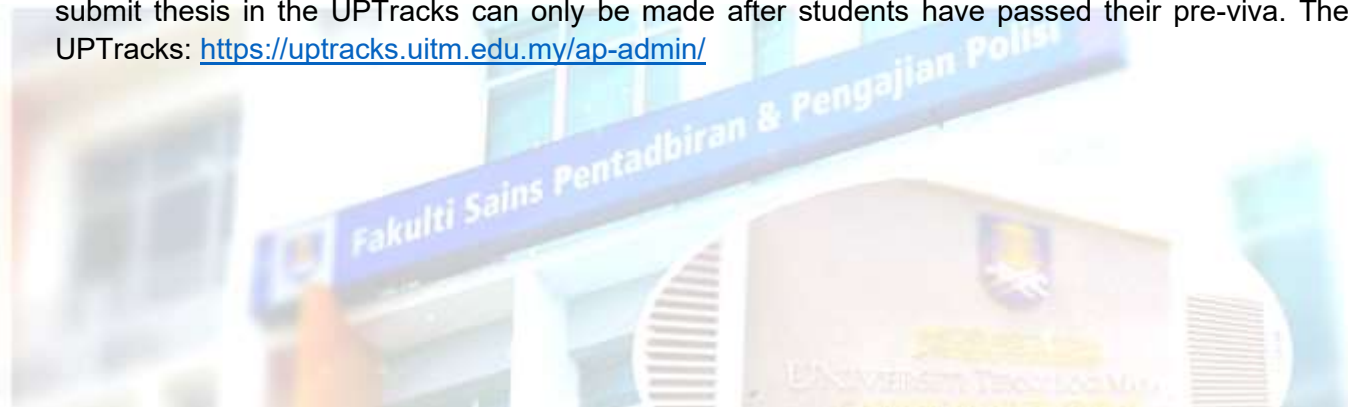 submit thesis in the UPTracks can only be made after students have passed their pre-viva. The
UPTracks: https://uptracks.uitm.edu.my/ap-admin/
Fakulti Sains Pentadbiran & Pengajian Polisi